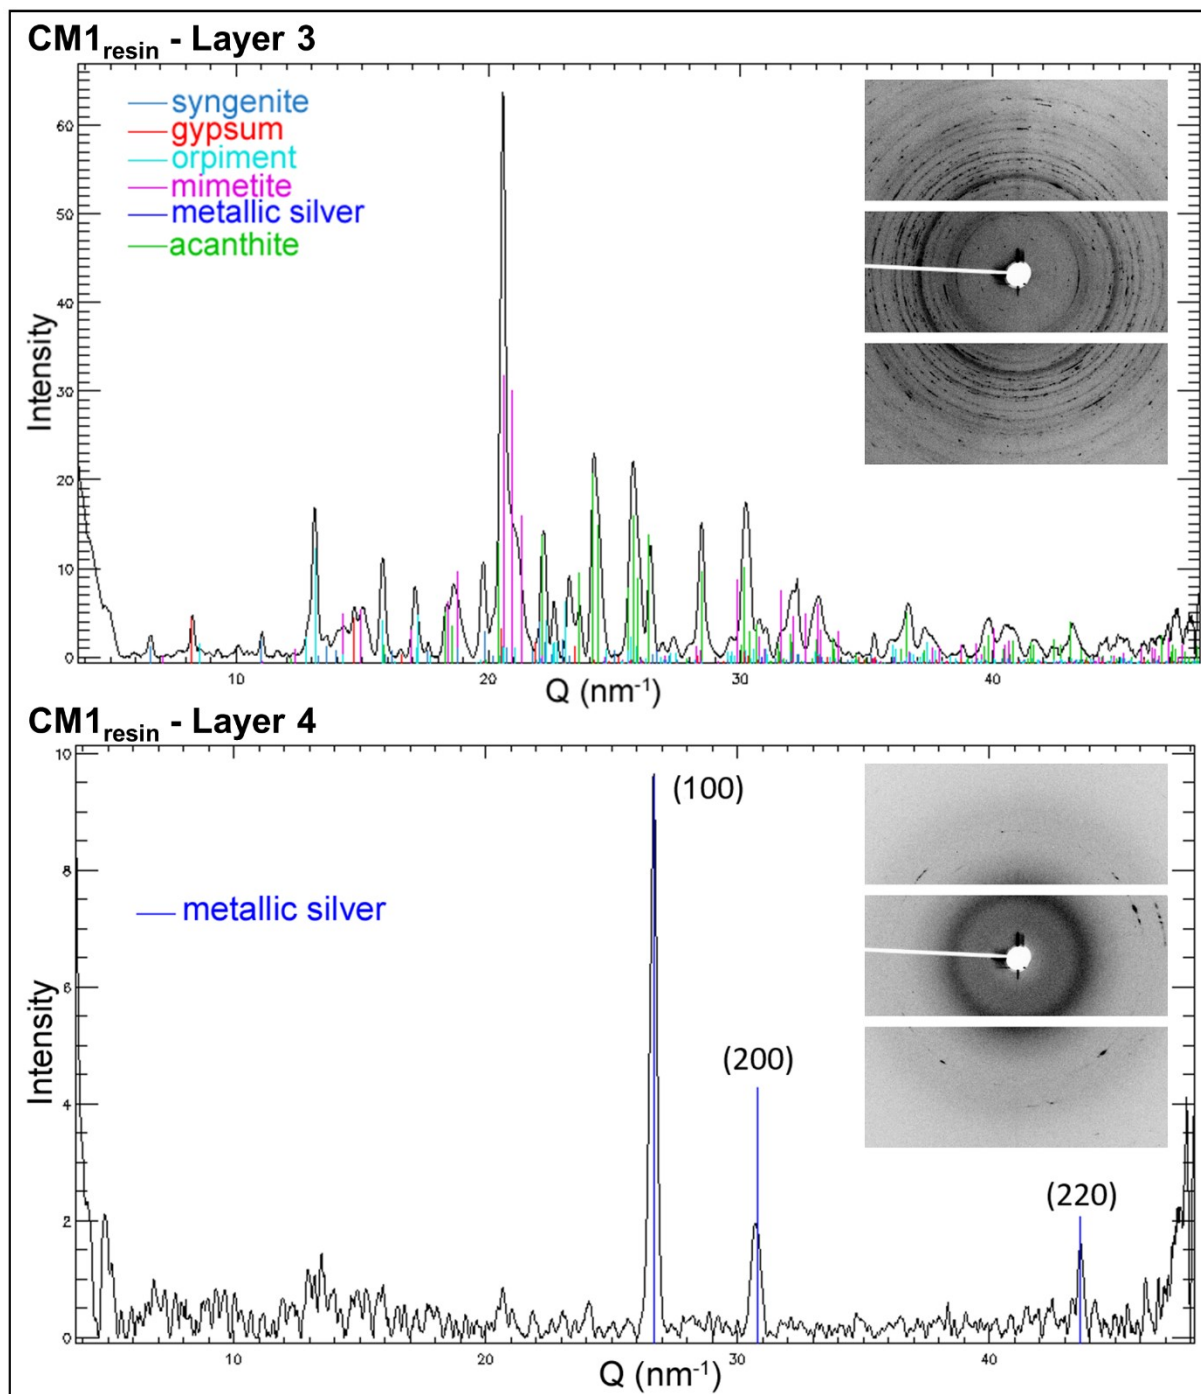 CM1resin - Layer 3
syngenite
gypsum
orpiment
mimetite
metallic silver
acanthite
60
50
40
30
20
10
0
Intensity
10 20 30 40
Q (nm-1)
CM1resin - Layer 4
10
8
6
4
2
0
Intensity
metallic silver
(100)
(200)
(220)
10 20 30 40
Q (nm-1)